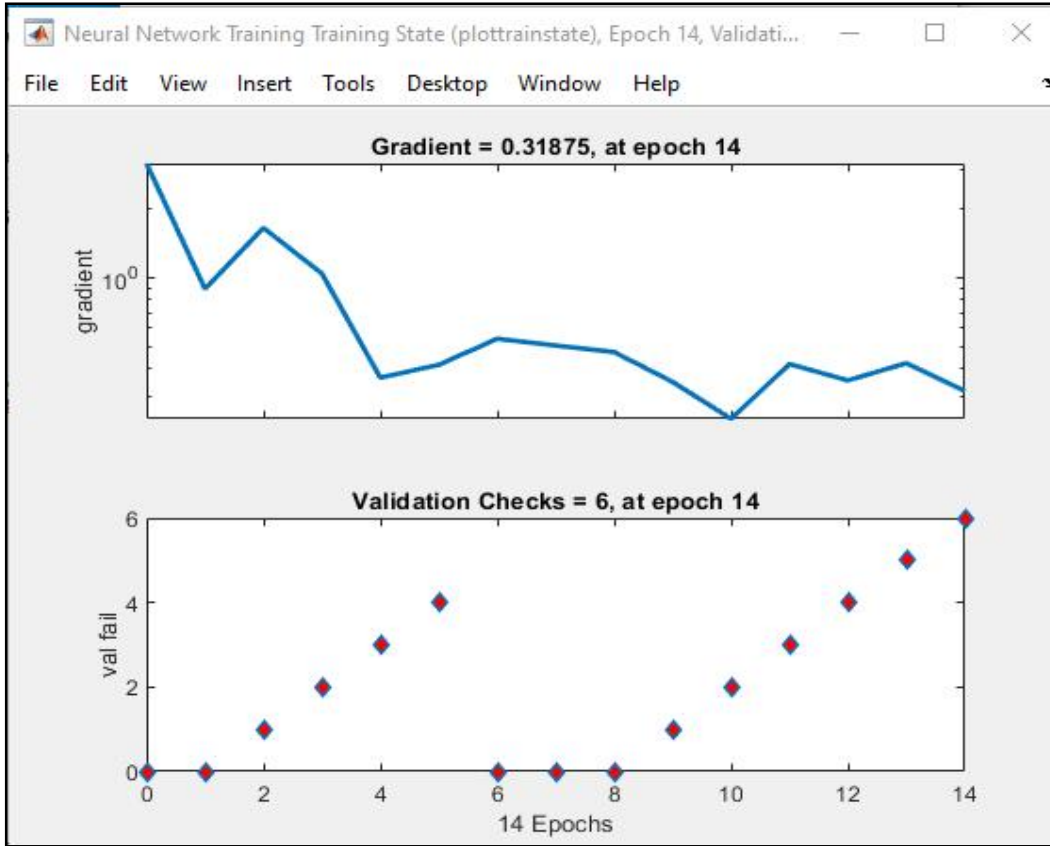 Neural Network Training Training State (plottrainstate), Epoch 14, Validati...
File Edit View Insert Tools Desktop Window Help
Gradient = 0.31875, at epoch 14
gradient
10⁰
Validation Checks = 6, at epoch 14
val fail
6
4
2
0
0 2 4 6 8 10 12 14
14 Epochs